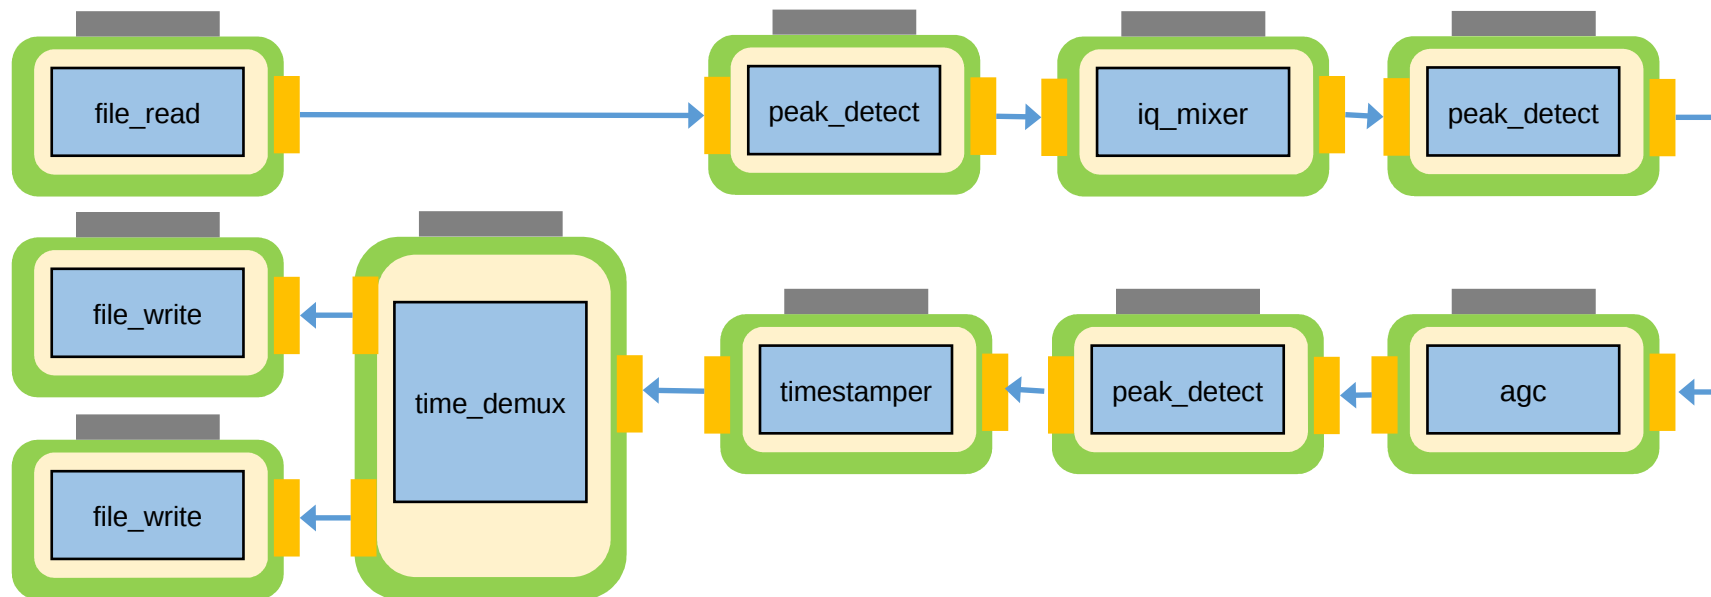 file_read
peak_detect
iq_mixer
peak_detect
file_write
time_demux
timestamper
peak_detect
agc
file_write